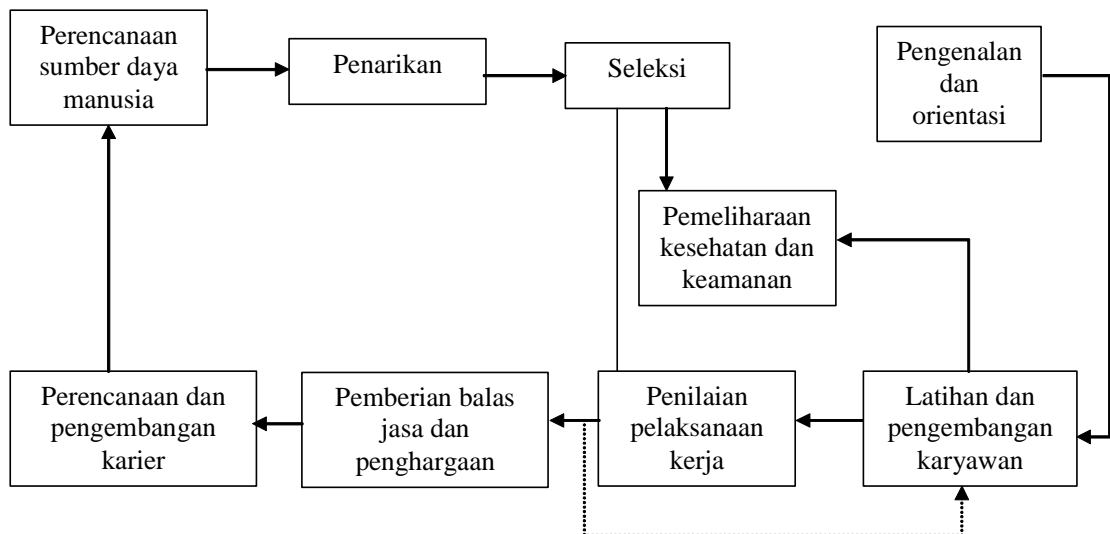 Perencanaan
sumber daya
manusia
Penarikan
Seleksi
Pengenalan
dan
orientasi
Pemeliharaan
kesehatan dan
keamanan
Perencanaan dan
pengembangan
karier
Pemberian balas
jasa dan
penghargaan
Penilaian
pelaksanaan
kerja
Latihan dan
pengembangan
karyawan